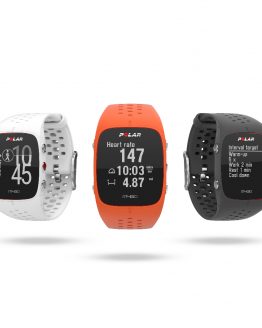 POLAR
10
45
POLAR
Heart rate
147
10:03
4.87
M430
POLAR
Interval target
Warm-up
5 x
Work 2 min
Rest 1 min
Cool down